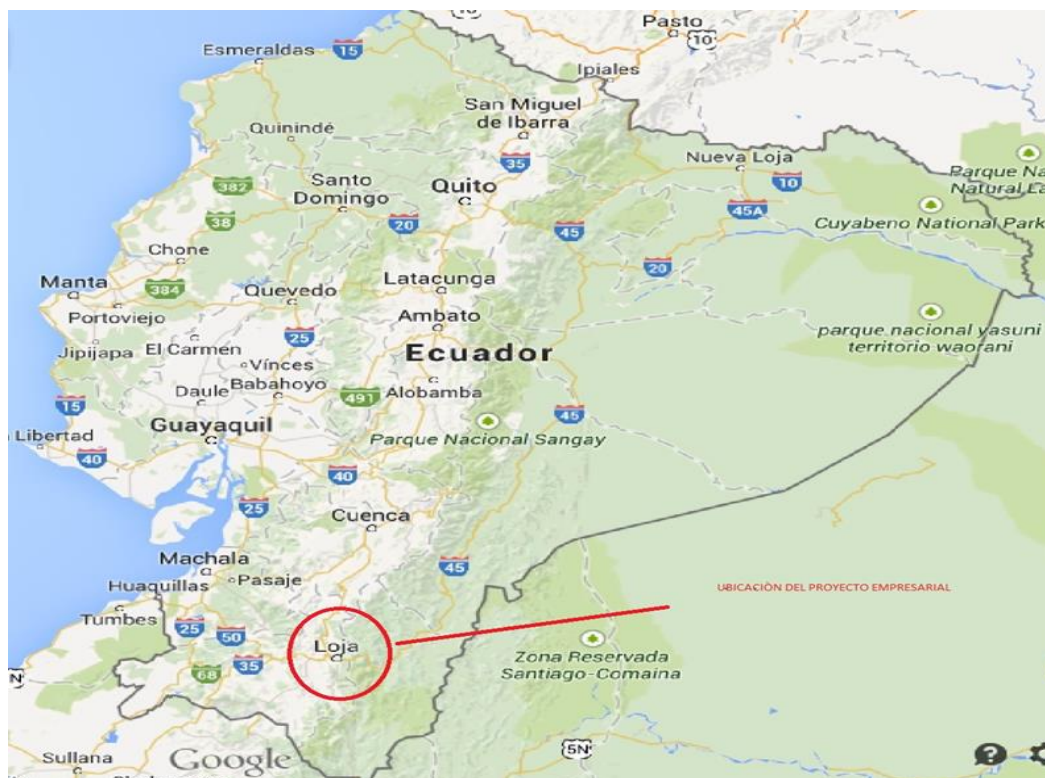 10
Pasto
10
Esmeraldas
15
Ipiales
San Miguel
de Ibarra
Quinindé
35
Nueva Loja
10
Parque Na
Natural La
382
Santo
Domingo
Quito
45A
38
20
45
Cuyabeno National Park
Chone
20
Latacunga
Manta
384
Quevedo
Portoviejo
Ambato
parque nacional yasuni
territorio waorani
25
Jipijapa
El Carmen
Ecuador
Vínces
Daule
Babahoyo
491
Alobamba
15
45
Guayaquil
Libertad
Parque Nacional Sangay
40
40
25
Cuenca
Machala
45
Huaquillas
Pasaje
UBICACIÒN DEL PROYECTO EMPRESARIAL
Tumbes
25
50
Loja
35
68
Zona Reservada
Santiago-Comaina
N
Sullana
Google
5N
?